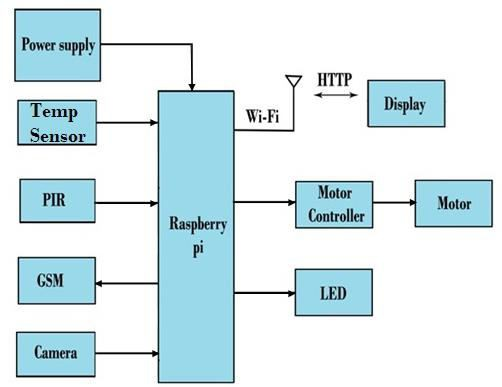 Power supply
Temp
Sensor
PIR
GSM
Camera
Raspberry
pi
Wi-Fi
HTTP
Display
Motor
Controller
Motor
LED